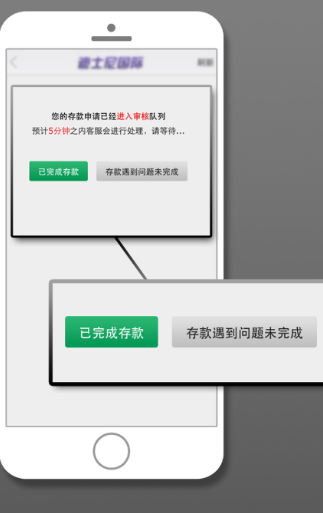 迪士尼国际
您的存款申请已经进入审核队列
预计5分钟之内客服会进行处理，请等待...
已完成存款 存款遇到问题未完成
已完成存款 存款遇到问题未完成